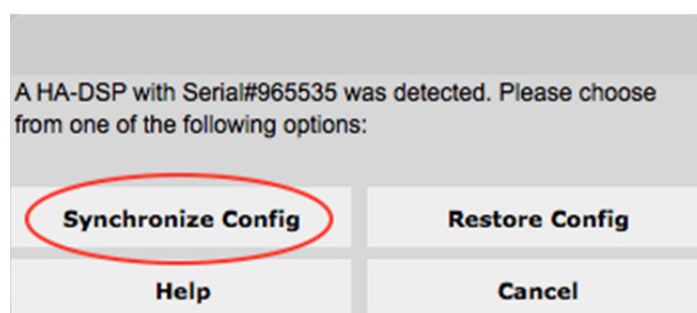 A HA-DSP with Serial#965535 was detected. Please choose
from one of the following options:
Synchronize Config
Restore Config
Help
Cancel